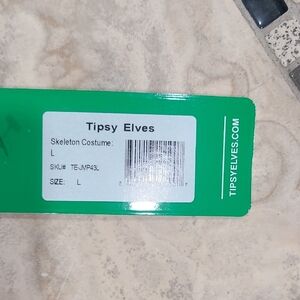 Tipsy Elves
Skeleton Costume:
L
SKU# TE-JMP43L
SIZE: L
TIPSYELVES.COM